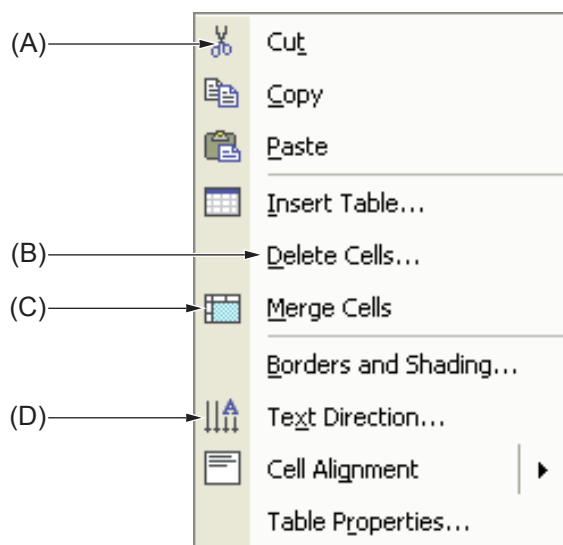 (A) Cut
Copy
Paste
Insert Table...
(B) Delete Cells...
(C) Merge Cells
Borders and Shading...
(D) Text Direction...
Cell Alignment
Table Properties...